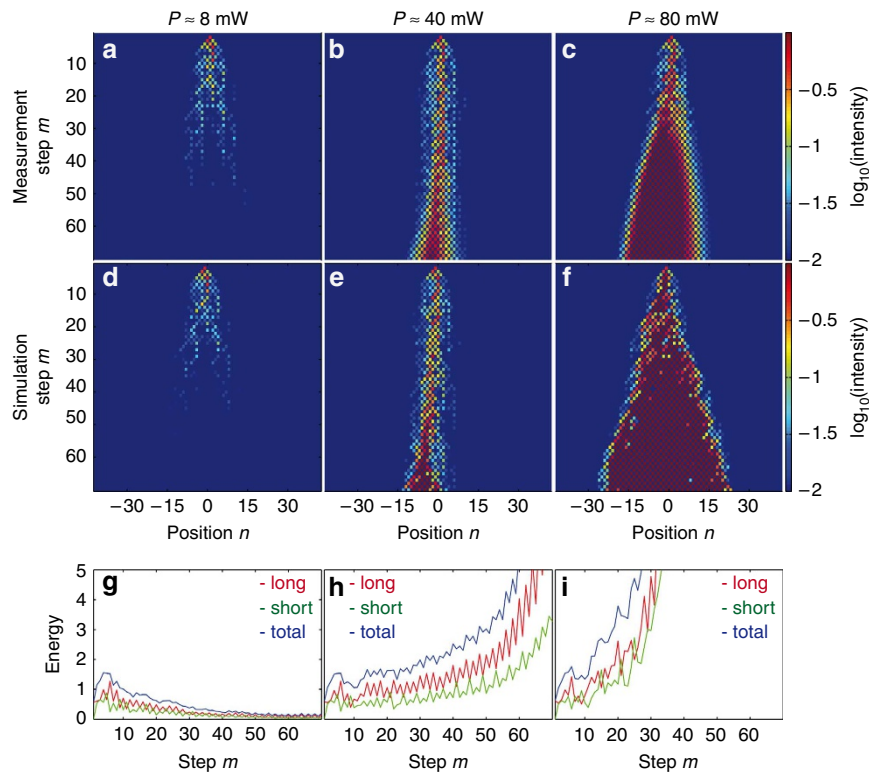 P ≈ 8 mW
P ≈ 40 mW
P ≈ 80 mW
a
b
c
10
20
30
40
50
60
Measurement
step m
−0.5
−1
−1.5
−2
log10(intensity)
d
e
f
10
20
30
40
50
60
Simulation
step m
−0.5
−1
−1.5
−2
log10(intensity)
−30 −15 0 15 30
−30 −15 0 15 30
−30 −15 0 15 30
Position n
Position n
Position n
g
- long
- short
- total
h
- long
- short
- total
i
- long
- short
- total
5
4
3
2
1
0
Energy
10 20 30 40 50 60
10 20 30 40 50 60
10 20 30 40 50 60
Step m
Step m
Step m